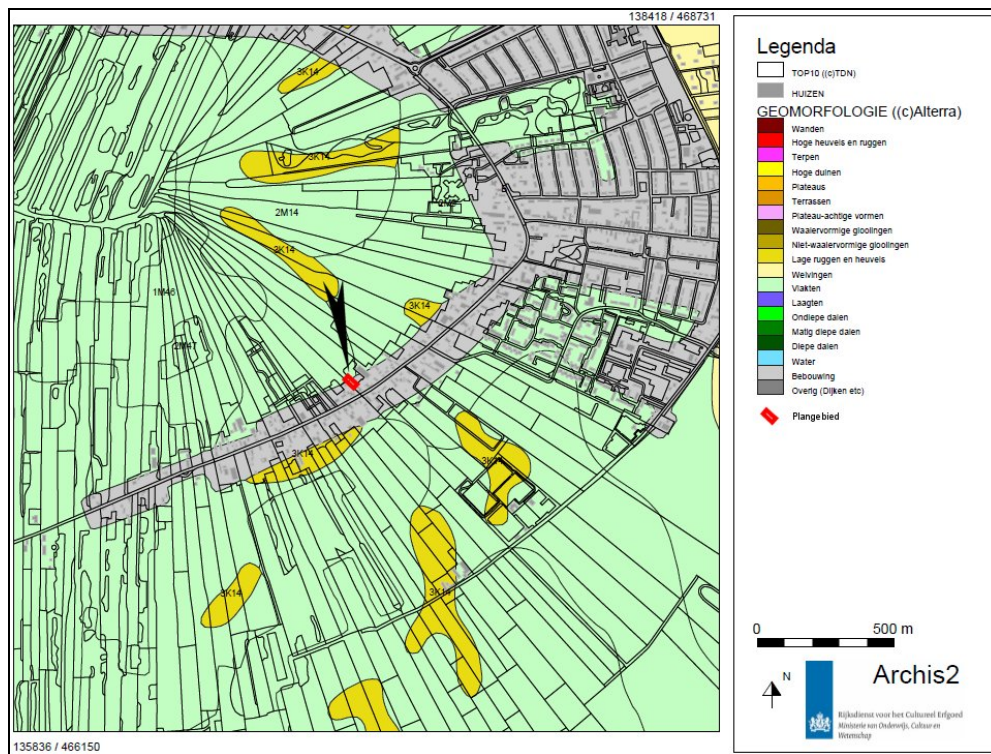 138418 / 468731
3K14
3K14
2M14
3K14
1M46
3K14
2M47
3K14
3K14
3K14
3K14
135836 / 466150
Legenda
TOP10 ((c)TDN)
HUIZEN
GEOMORFOLOGIE ((c)Alterra)
Wanden
Hoge heuvels en ruggen
Terpen
Hoge duinen
Plateaus
Terrassen
Plateau-achtige vormen
Waaiervormige glooiingen
Niet-waaiervormige glooiingen
Lage ruggen en heuvels
Welvingen
Vlakten
Laagten
Ondiepe dalen
Matig diepe dalen
Diepe dalen
Water
Bebouwing
Overig (Dijken etc)
Plangebied
0 500 m
N
Archis2
Rijksdienst voor het Cultureel Erfgoed
Ministerie van Onderwijs, Cultuur en
Wetenschap